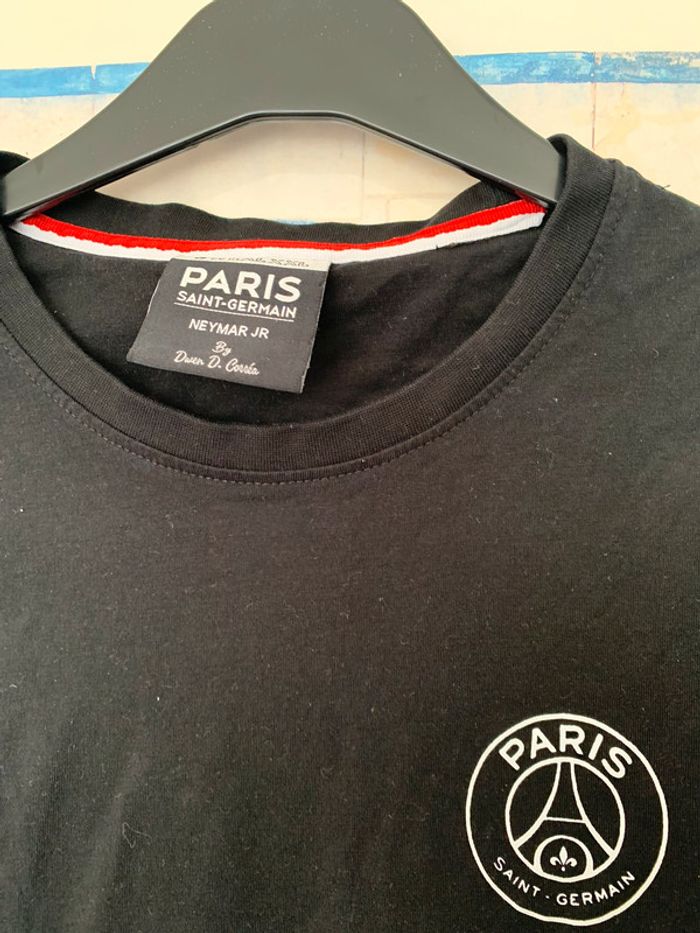 PARIS
SAINT-GERMAIN
NEYMAR JR
By
Dwen D. Corrêa
PARIS
SAINT - GERMAIN